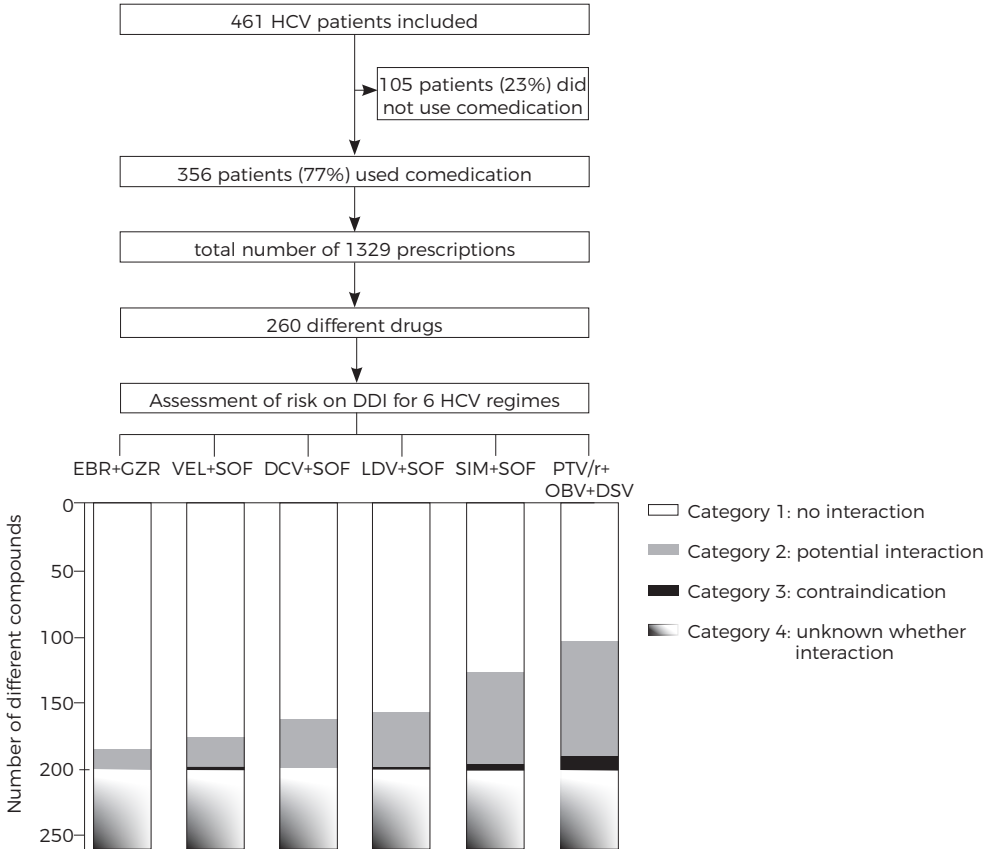 461 HCV patients included
105 patients (23%) did
not use comedication
356 patients (77%) used comedication
total number of 1329 prescriptions
260 different drugs
Assessment of risk on DDI for 6 HCV regimes
EBR+GZR VEL+SOF DCV+SOF LDV+SOF SIM+SOF PTV/r+
OBV+DSV
Number of different compounds
0
50
100
150
200
250
Category 1: no interaction
Category 2: potential interaction
Category 3: contraindication
Category 4: unknown whether
interaction